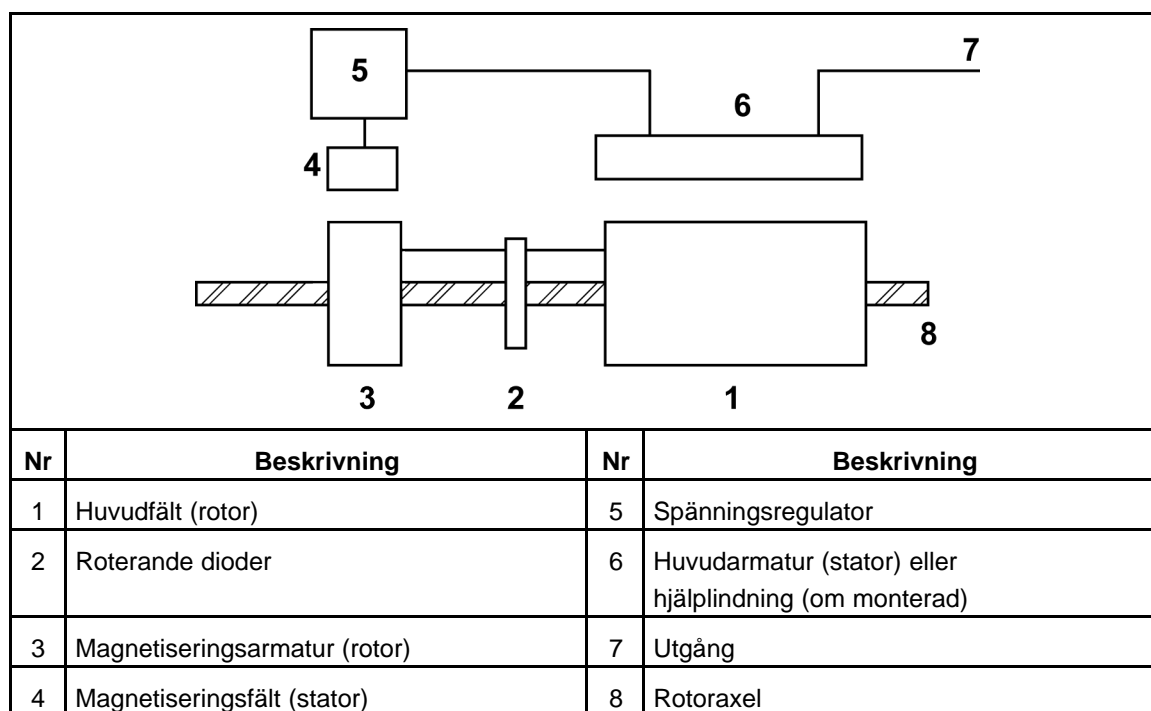 5
7
6
4
8
3 2 1
Nr Beskrivning Nr Beskrivning
1 Huvudfält (rotor) 5 Spänningsregulator
2 Roterande dioder 6 Huvudarmatur (stator) eller
hjälplindning (om monterad)
3 Magnetiseringsarmatur (rotor) 7 Utgång
4 Magnetiseringsfält (stator) 8 Rotoraxel